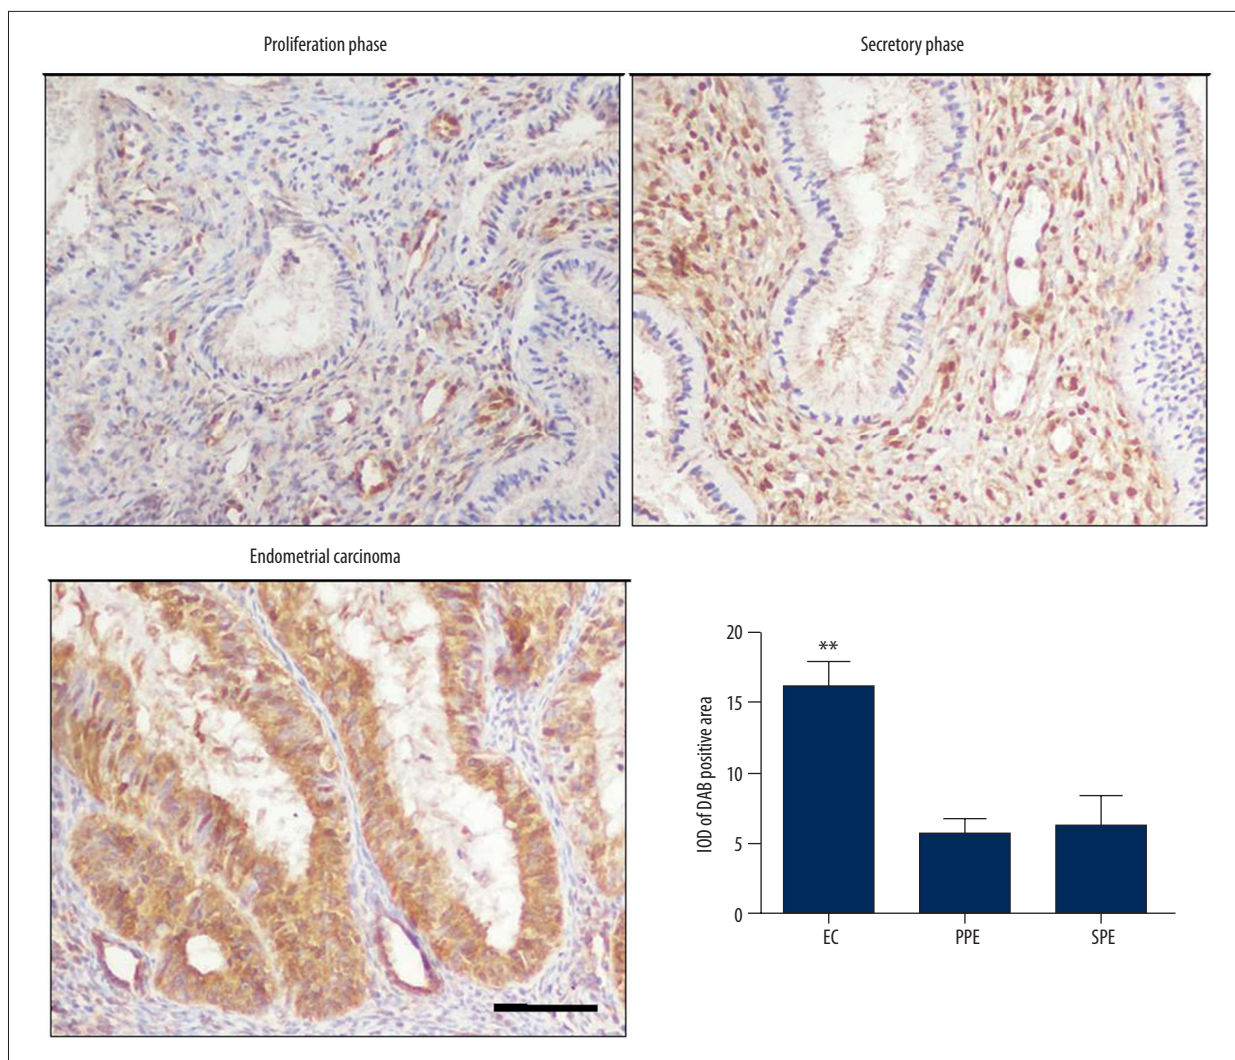 Proliferation phase
Secretory phase
Endometrial carcinoma
20
**
15
10
5
0
IOD of DAB positive area
EC
PPE
SPE